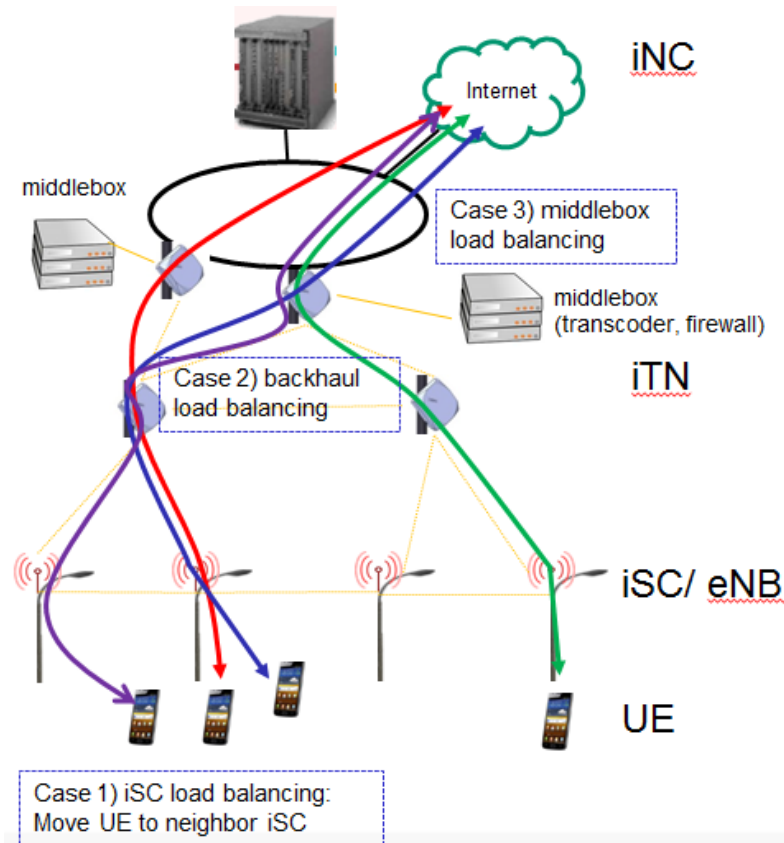 iNC
Internet
middlebox
Case 3) middlebox
load balancing
middlebox
(transcoder, firewall)
iTN
Case 2) backhaul
load balancing
iSC/ eNB
UE
Case 1) iSC load balancing:
Move UE to neighbor iSC